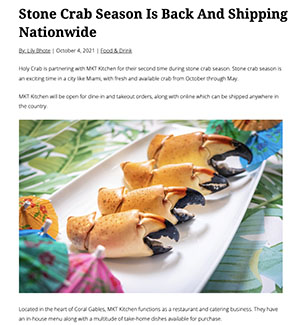 Stone Crab Season Is Back And Shipping
Nationwide
By: Lily Bhote | October 4, 2021 | Food & Drink
Holy Crab is partnering with MKT Kitchen for their second time during stone crab season. Stone crab season is
an exciting time in a city like Miami, with fresh and available crab from October through May.
MKT Kitchen will be open for dine in and takeout orders, along with online which can be shipped anywhere in
the country.
Located in the heart of Coral Gables, MKT Kitchen functions as a restaurant and catering business. They have
an in-house menu along with a multitude of take-home dishes available for purchase.